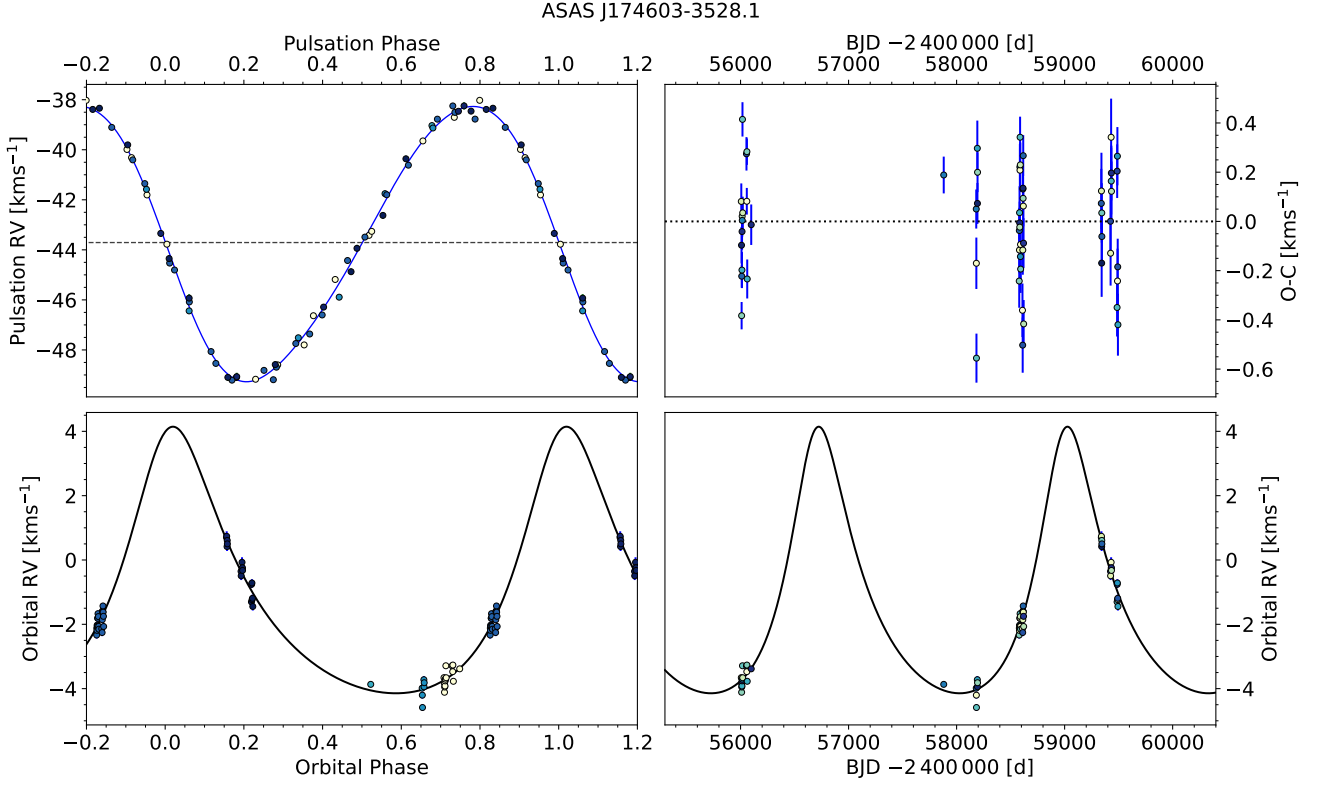 ASAS J174603-3528.1
Pulsation Phase
BJD −2 400 000 [d]
−0.2 0.0 0.2 0.4 0.6 0.8 1.0 1.2
56000 57000 58000 59000 60000
−38
−40
−42
−44
−46
−48
Pulsation RV [kms⁻¹]
0.4
0.2
0.0
−0.2
−0.4
−0.6
O-C [kms⁻¹]
4
2
0
−2
−4
Orbital RV [kms⁻¹]
4
2
0
−2
−4
Orbital RV [kms⁻¹]
−0.2 0.0 0.2 0.4 0.6 0.8 1.0 1.2
56000 57000 58000 59000 60000
Orbital Phase
BJD −2 400 000 [d]